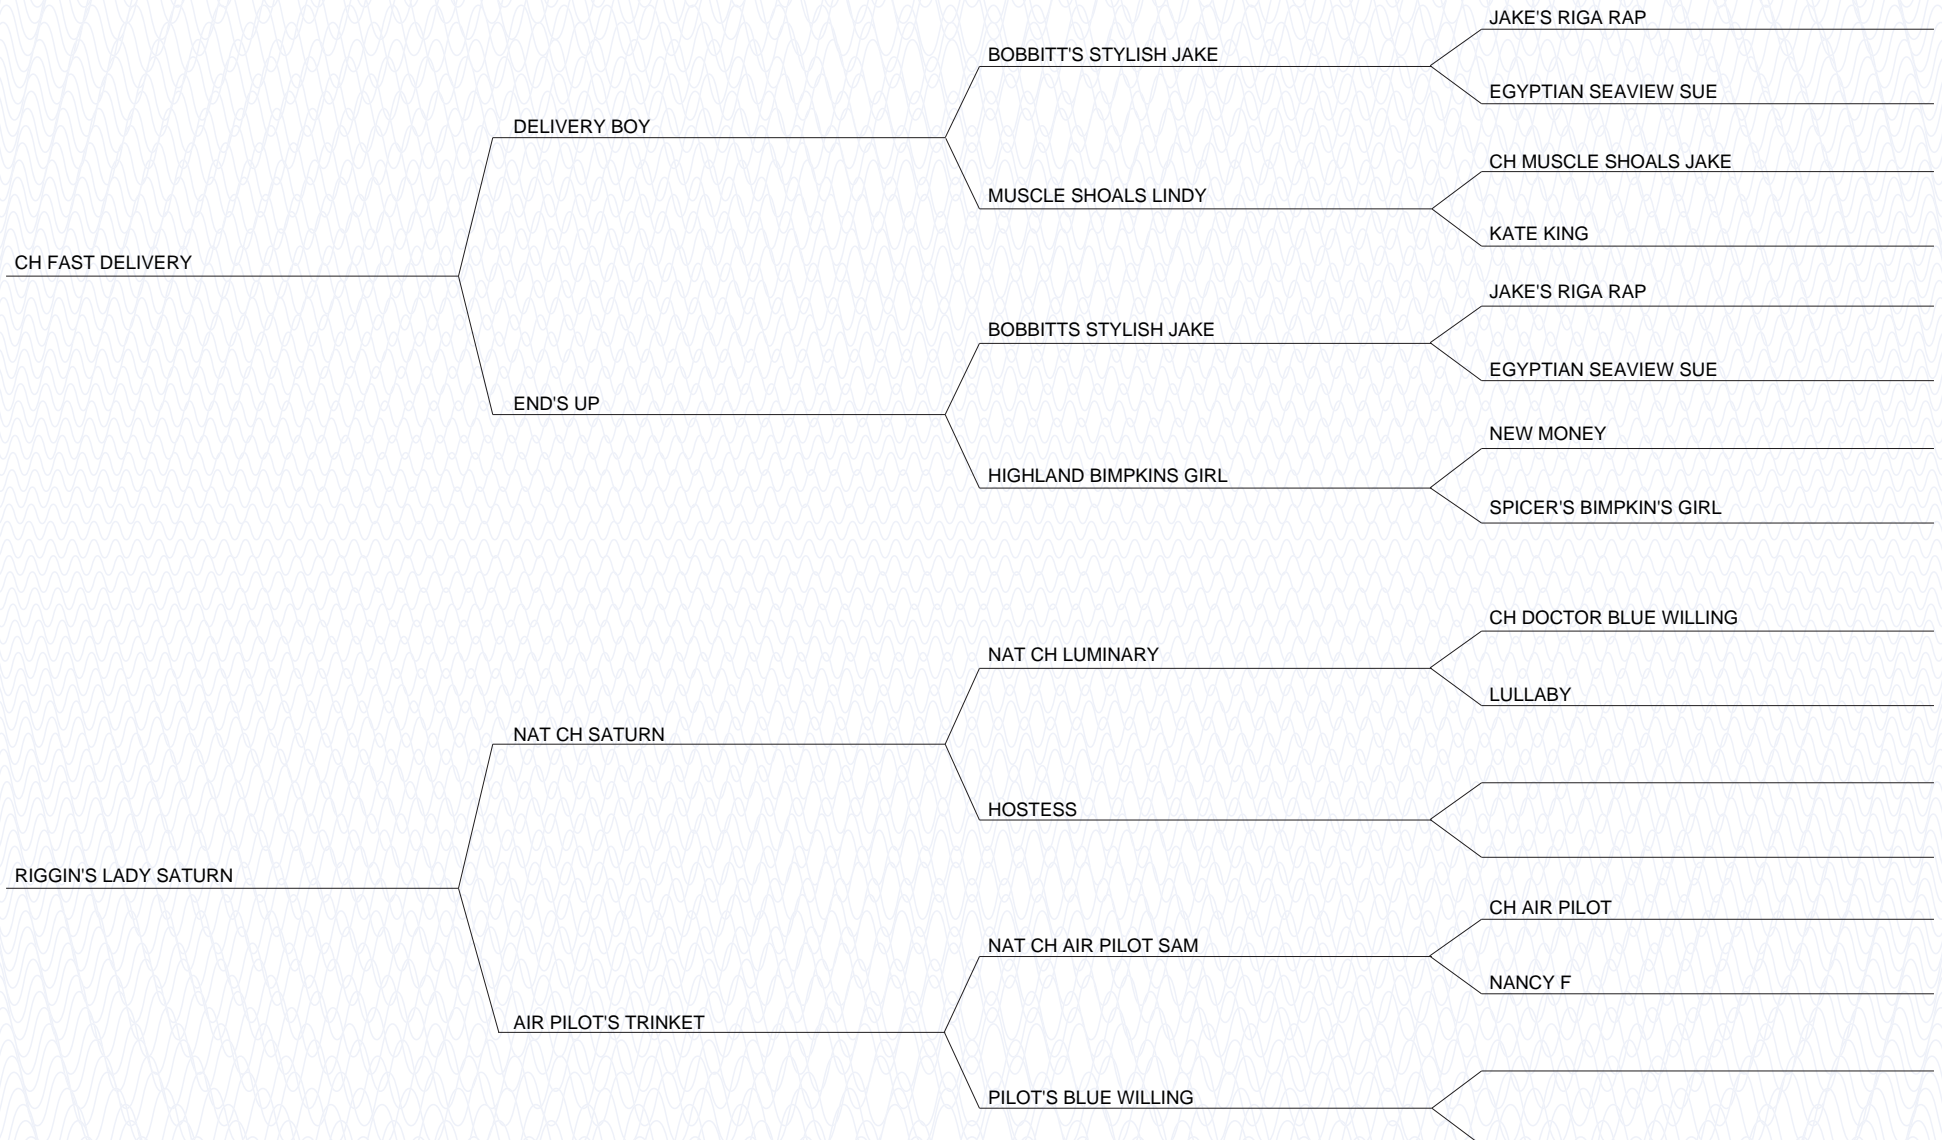 JAKE'S RIGA RAP
BOBBITT'S STYLISH JAKE
EGYPTIAN SEAVIEW SUE
DELIVERY BOY
CH MUSCLE SHOALS JAKE
MUSCLE SHOALS LINDY
KATE KING
CH FAST DELIVERY
JAKE'S RIGA RAP
BOBBITTS STYLISH JAKE
EGYPTIAN SEAVIEW SUE
END'S UP
NEW MONEY
HIGHLAND BIMPKINS GIRL
SPICER'S BIMPKIN'S GIRL
CH DOCTOR BLUE WILLING
NAT CH LUMINARY
LULLABY
NAT CH SATURN
HOSTESS
RIGGIN'S LADY SATURN
CH AIR PILOT
NAT CH AIR PILOT SAM
NANCY F
AIR PILOT'S TRINKET
PILOT'S BLUE WILLING